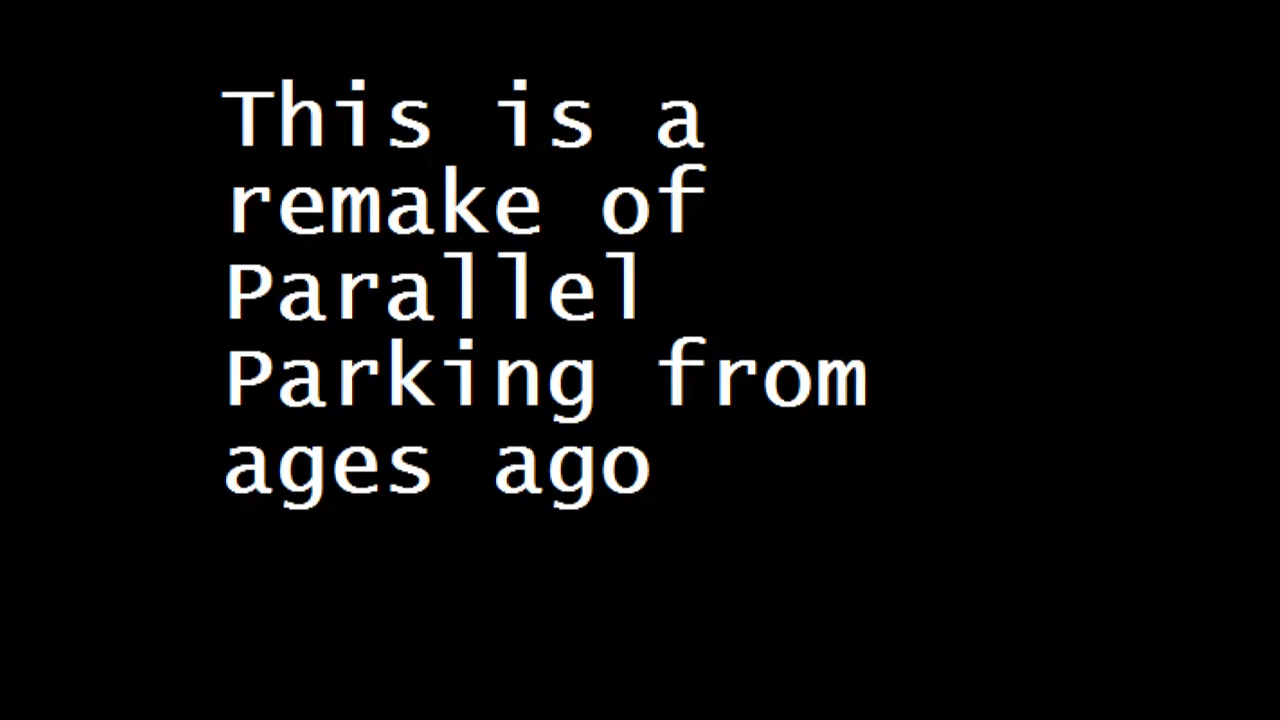 This is a
remake of
Parallel
Parking from
ages ago